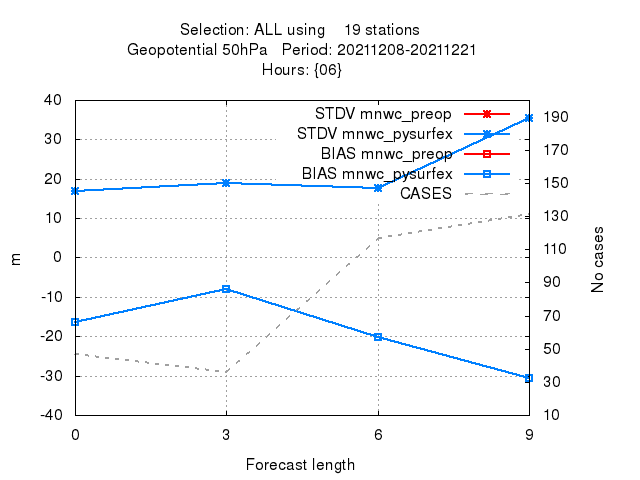 Selection: ALL using    19 stations
Geopotential 50hPa   Period: 20211208-20211221
Hours: {06}
STDV mnwc_preop
STDV mnwc_pysurfex
BIAS mnwc_preop
BIAS mnwc_pysurfex
CASES
40
30
20
10
0
-10
-20
-30
-40
m
190
170
150
130
110
90
70
50
30
10
No cases
0 3 6 9
Forecast length